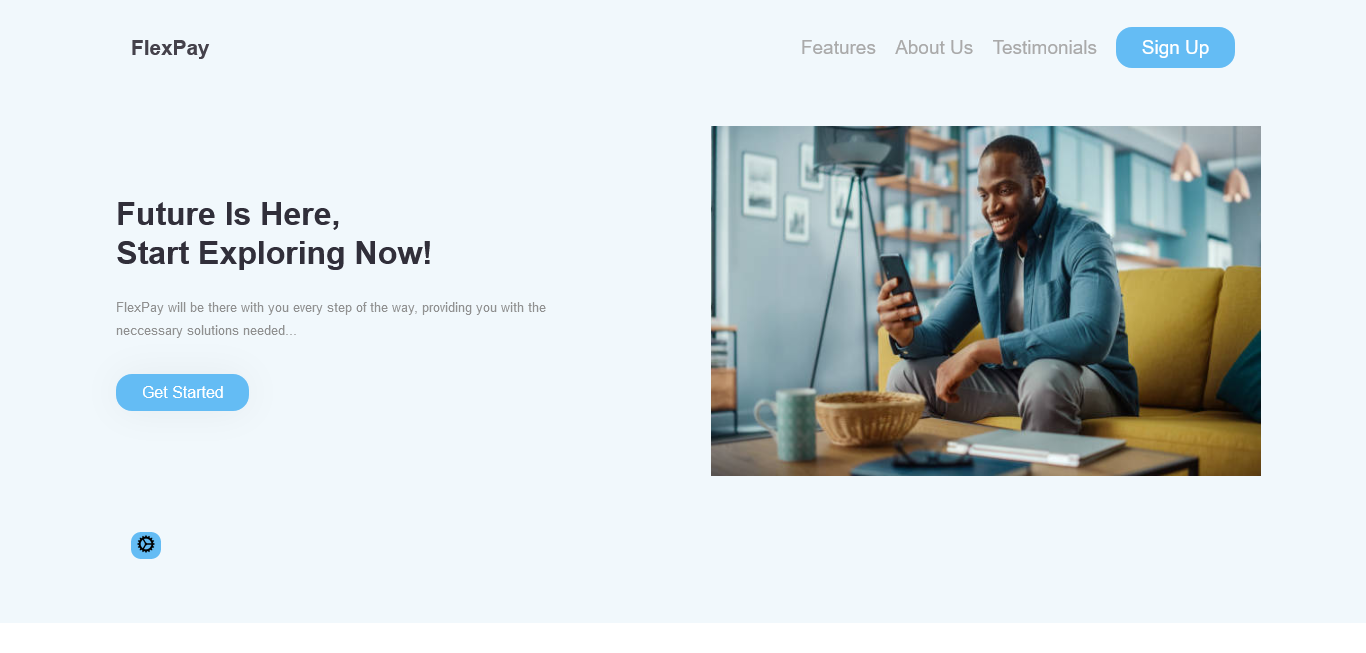 FlexPay
Features
About Us
Testimonials
Sign Up
Future Is Here,
Start Exploring Now!
FlexPay will be there with you every step of the way, providing you with the
neccessary solutions needed...
Get Started